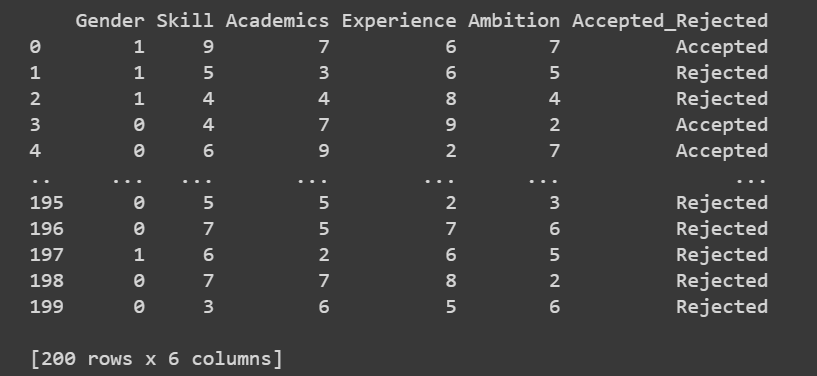 Gender Skill Academics Experience Ambition Accepted_Rejected
0 1 9 7 6 7 Accepted
1 1 5 3 6 5 Rejected
2 1 4 4 8 4 Rejected
3 0 4 7 9 2 Accepted
4 0 6 9 2 7 Accepted
.. ... ... ... ... ... ...
195 0 5 5 2 3 Rejected
196 0 7 5 7 6 Rejected
197 1 6 2 6 5 Rejected
198 0 7 7 8 2 Rejected
199 0 3 6 5 6 Rejected
[200 rows x 6 columns]